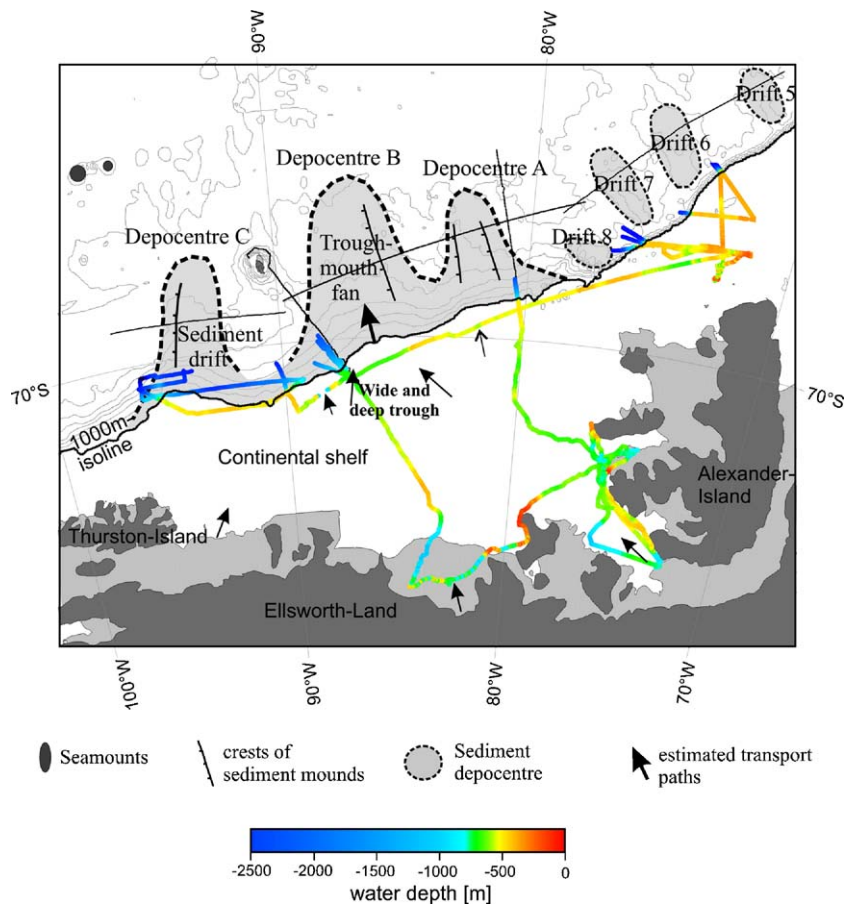 90°W
80°W
Drift 5
Drift 6
Depocentre B
Depocentre A
Drift 7
Depocentre C
Drift 8
Trough-
mouth-
fan
Sediment
drift
70°S
Wide and
deep trough
70°S
1000m-
isoline
Continental shelf
Alexander-
Island
Thurston-Island
Ellsworth-Land
100°W
90°W
80°W
70°W
Seamounts
crests of
sediment mounds
Sediment
depocentre
estimated transport
paths
-2500
-2000
-1500
-1000
-500
0
water depth [m]